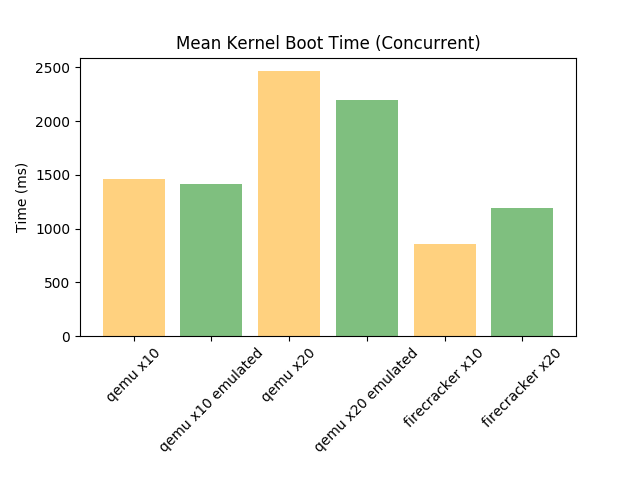 Mean Kernel Boot Time (Concurrent)
Time (ms)
2500
2000
1500
1000
500
0
qemu x10
qemu x10 emulated
qemu x20
qemu x20 emulated
firecracker x10
firecracker x20